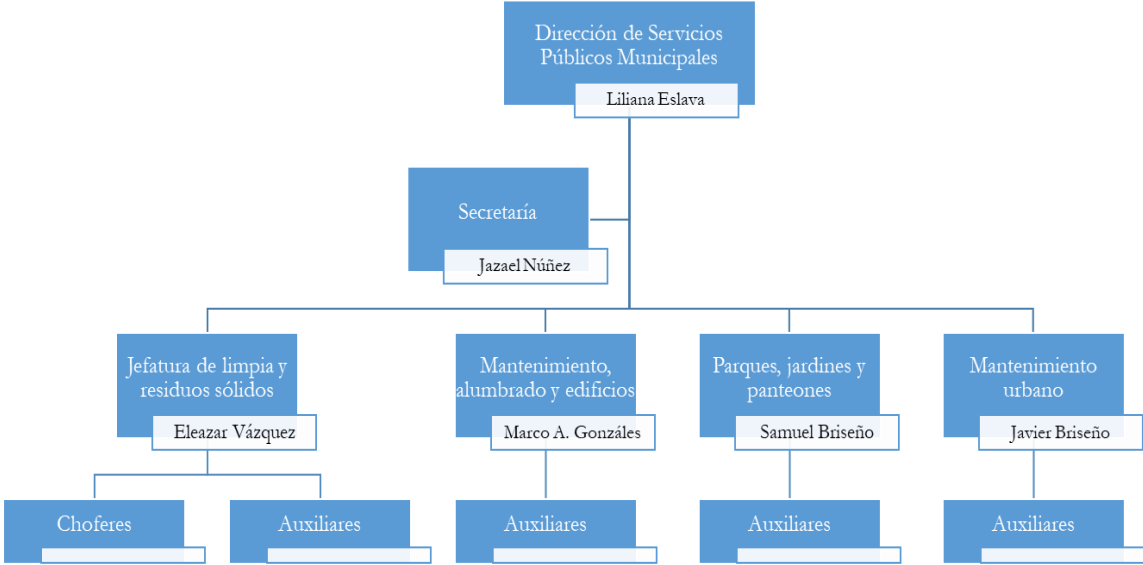 Dirección de Servicios
Públicos Municipales
Liliana Eslava
Secretaría
Jazael Núñez
Jefatura de limpia y
residuos sólidos
Eleazar Vázquez
Mantenimiento,
alumbrado y edificios
Marco A. Gonzáles
Parques, jardines y
panteones
Samuel Briseño
Mantenimiento
urbano
Javier Briseño
Choferes
Auxiliares
Auxiliares
Auxiliares
Auxiliares